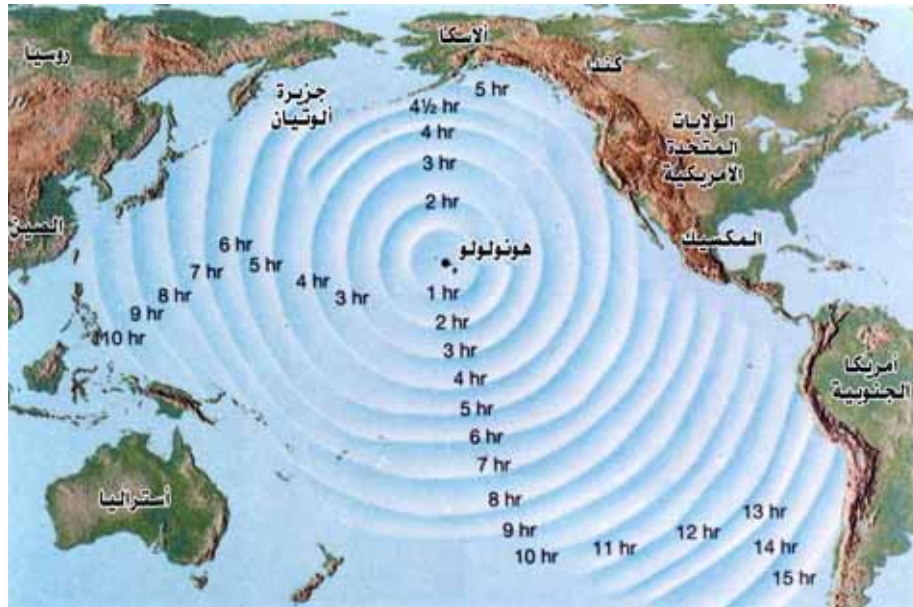 ألاسكا
روسيا
كندا
جزيرة
ألوتيان
5 hr
4½ hr
4 hr
3 hr
2 hr
الولايات
المتحدة
الأمريكية
الصين
المكسيك
هونولولو
6 hr
5 hr
7 hr
4 hr
8 hr
3 hr
9 hr
10 hr
1 hr
2 hr
3 hr
4 hr
5 hr
6 hr
7 hr
8 hr
9 hr
10 hr
11 hr
12 hr
13 hr
14 hr
15 hr
أمريكا
الجنوبية
أستراليا